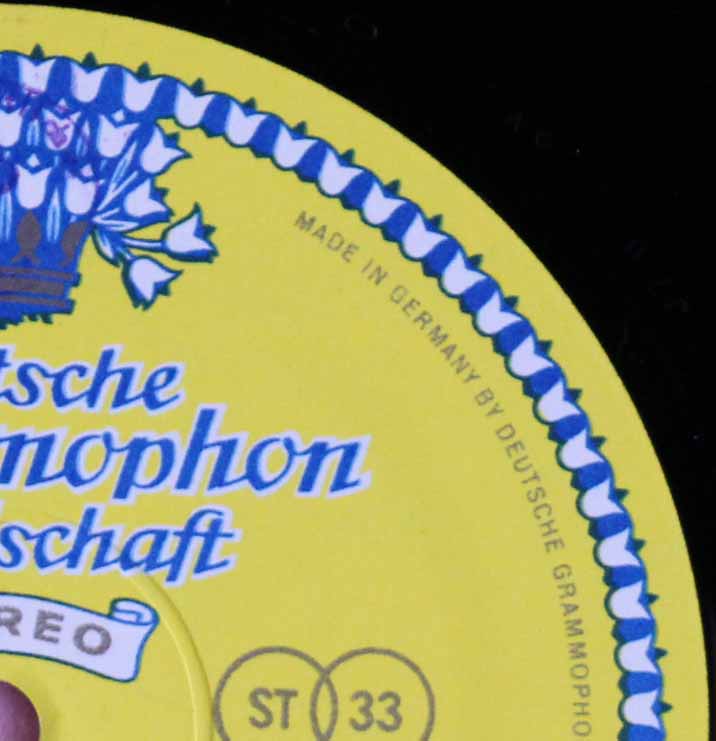 MADE IN GERMANY BY DEUTSCHE GRAMMOPHO
tsche
mophon
schaft
REO
ST 33